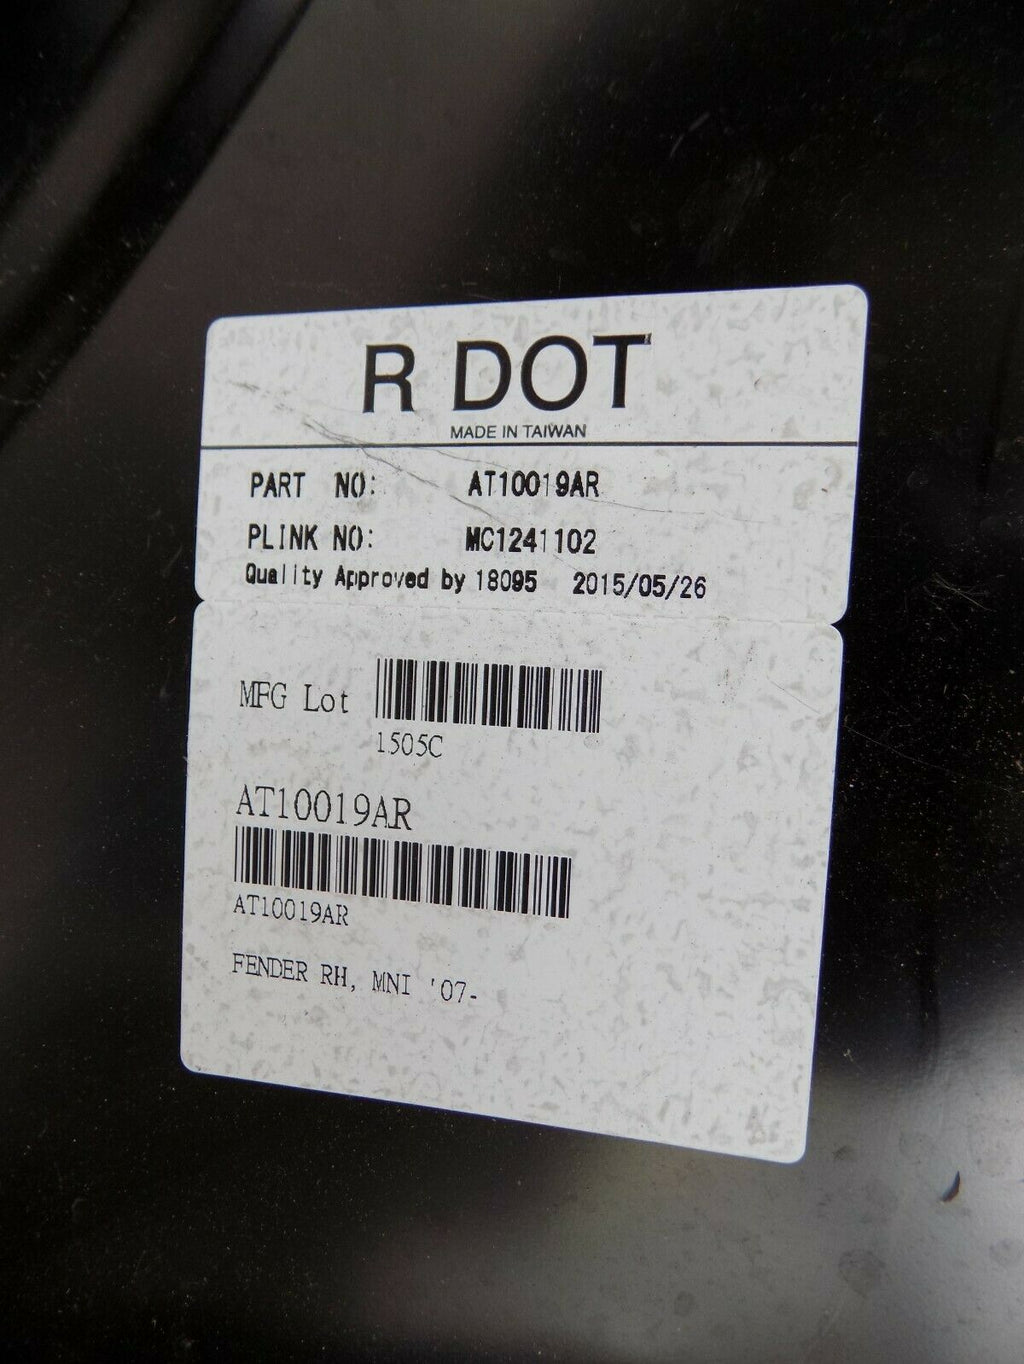 R DOT
MADE IN TAIWAN
PART NO: AT10019AR
PLINK NO: MC1241102
Quality Approved by 18095 2015/05/26
MFG Lot
1505C
AT10019AR
AT10019AR
FENDER RH, MNI '07-